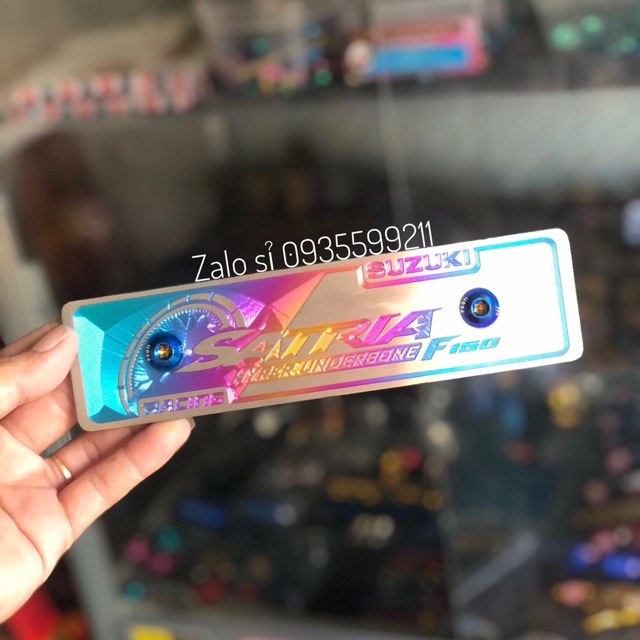 Zalo sỉ 0935599211
SUZUKI
SATRIA
HYPER UNDERBONE F150
RACING